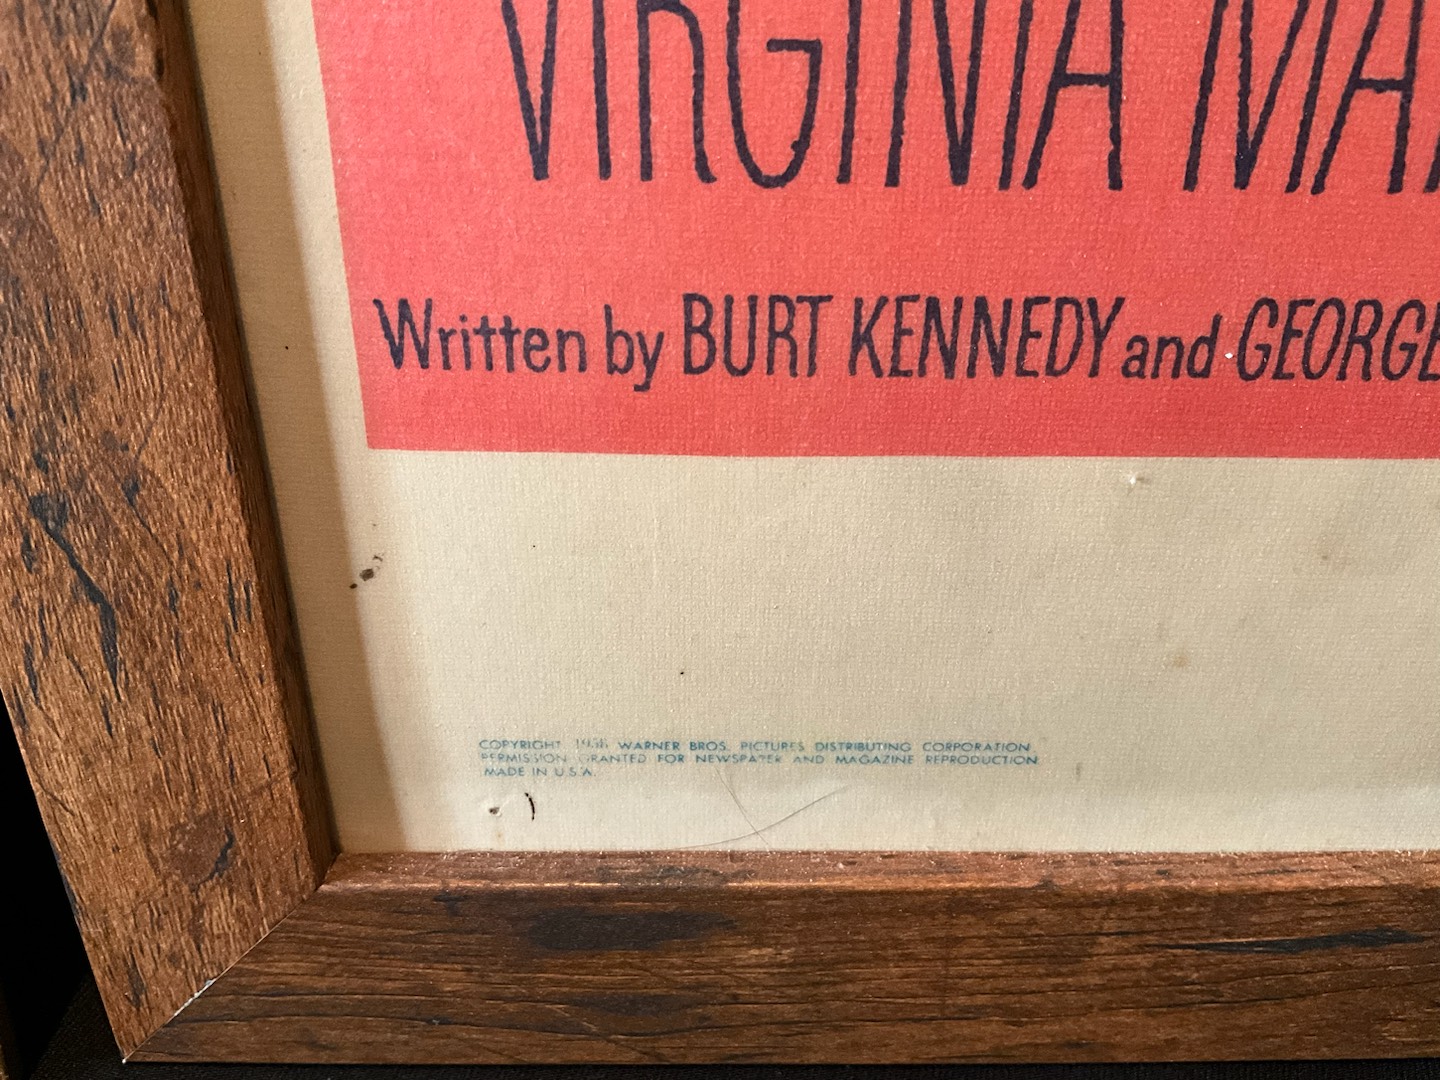 VIRGINIA MA
Written by BURT KENNEDY and GEORGE
COPYRIGHT 1958 WARNER BROS. PICTURES DISTRIBUTING CORPORATION.
PERMISSION GRANTED FOR NEWSPAPER AND MAGAZINE REPRODUCTION
MADE IN U.S.A.